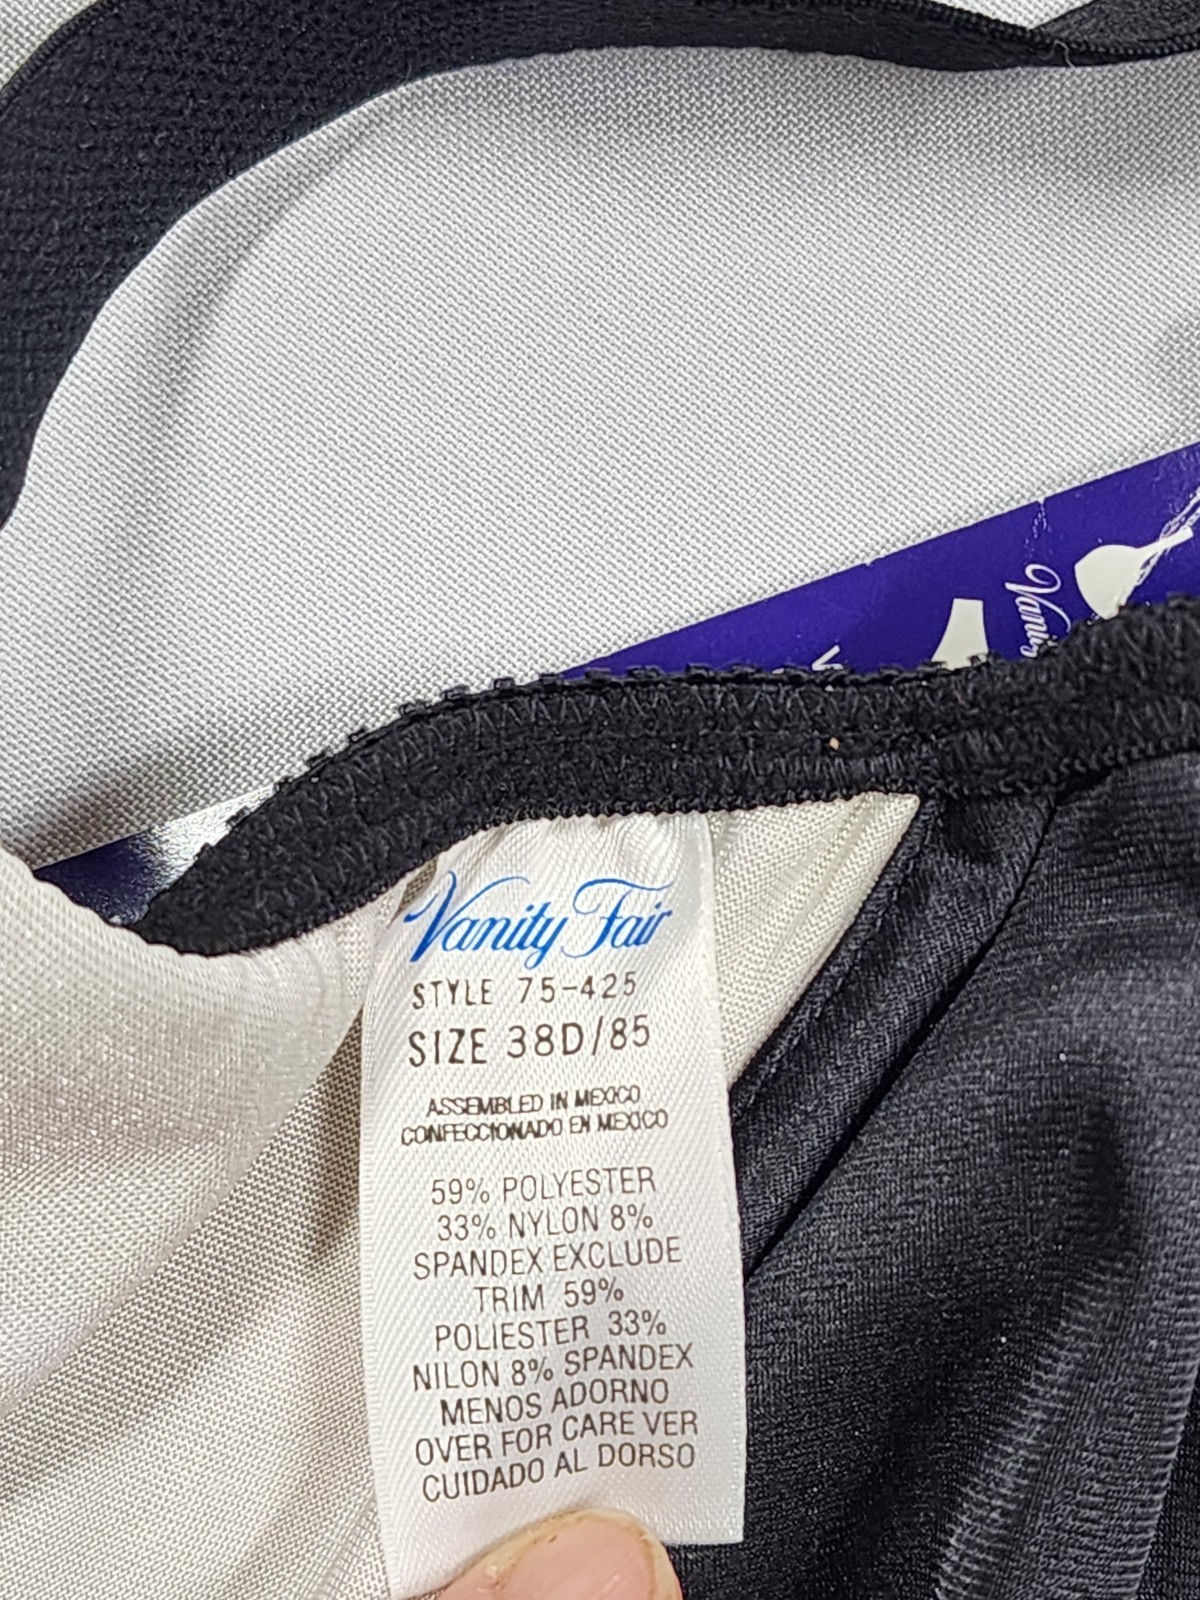 Vanity Fair
STYLE 75-425
SIZE 38D/85
ASSEMBLED IN MEXICO
CONFECCIONADO EN MEXICO
59% POLYESTER
33% NYLON 8%
SPANDEX EXCLUDE
TRIM 59%
POLIESTER 33%
NILON 8% SPANDEX
MENOS ADORNO
OVER FOR CARE VER
CUIDADO AL DORSO